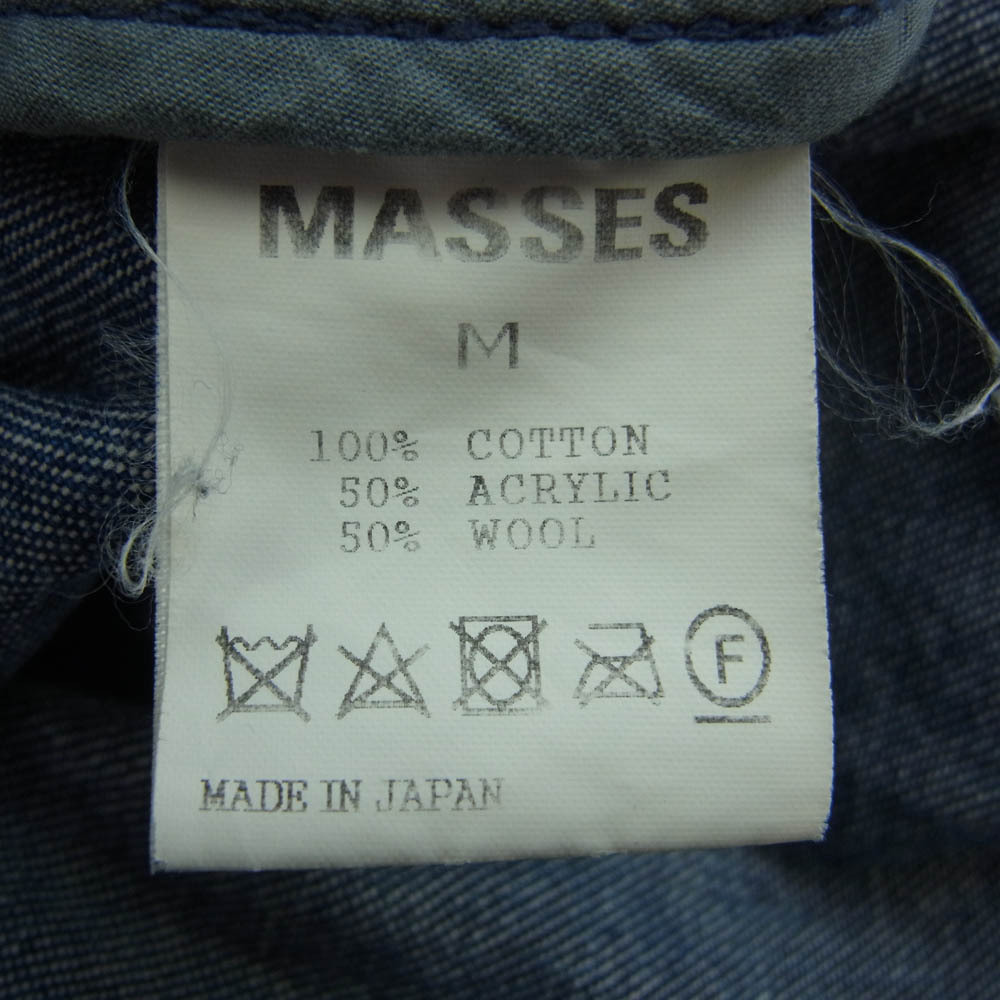 MASSES
M
100% COTTON
50% ACRYLIC
50% WOOL
F
MADE IN JAPAN